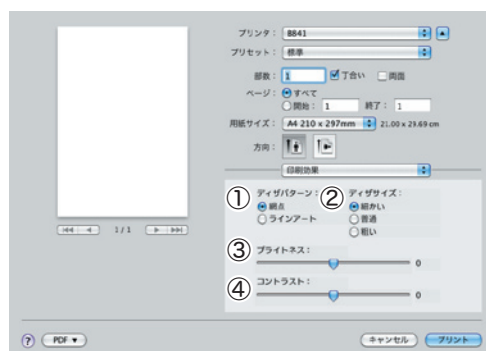 プリンタ： 8841
プリセット： 標準
部数： 1 丁合い 両面
ページ： すべて
開始： 1 終了： 1
用紙サイズ： A4 210 x 297mm 21.00 x 29.69 cm
方向：
印刷効果
① ディザパターン： ② ディザサイズ：
網点 細かい
ラインアート 普通
粗い
1/1
③ ブライトネス：
0
④ コントラスト：
0
? PDF ▼ キャンセル プリント